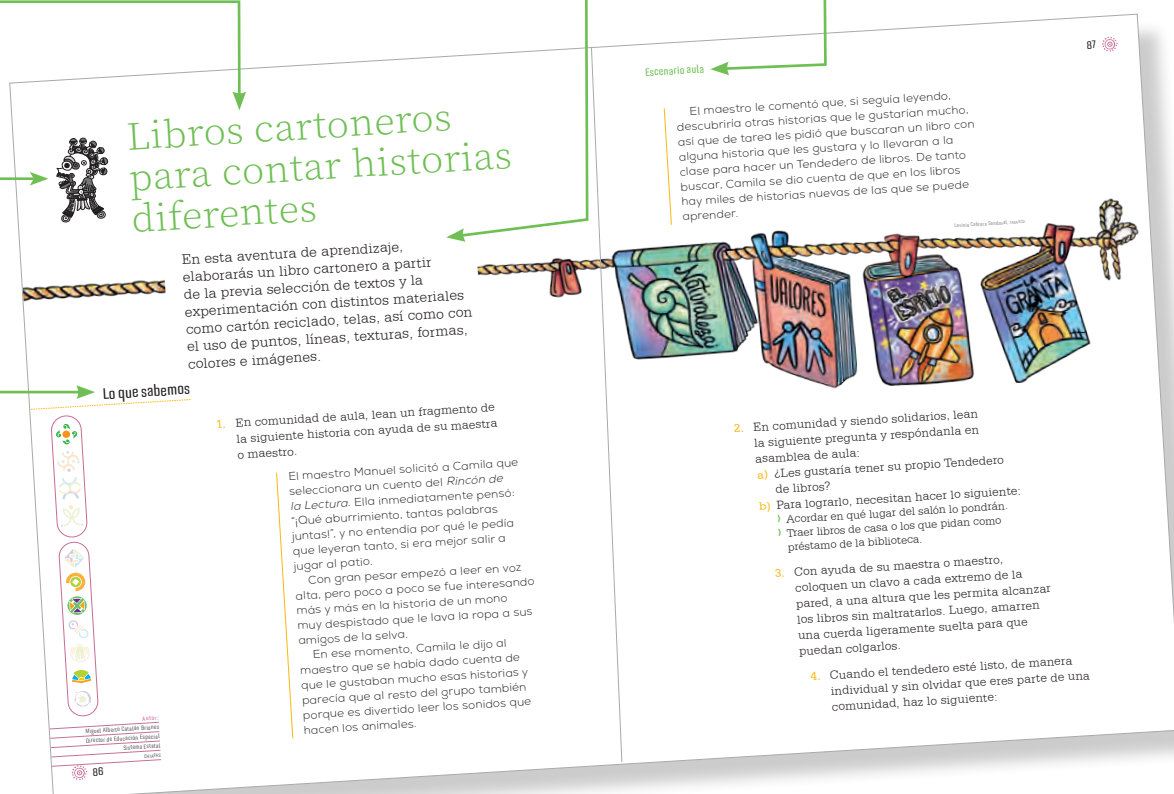 Libros cartoneros
para contar historias
diferentes
En esta aventura de aprendizaje,
elaborarás un libro cartonero a partir
de la previa selección de textos y la
experimentación con distintos materiales
como cartón reciclado, telas, así como con
el uso de puntos, líneas, texturas, formas,
colores e imágenes.
Lo que sabemos
1. En comunidad de aula, lean un fragmento de
la siguiente historia con ayuda de su maestra
o maestro.
El maestro Manuel solicitó a Camila que
seleccionara un cuento del Rincón de
la Lectura. Ella inmediatamente pensó:
"¡Qué aburrimiento, tantas palabras
juntas!", y no entendía por qué le pedía
que leyeran tanto, si era mejor salir a
jugar al patio.
Con gran pesar empezó a leer en voz
alta, pero poco a poco se fue interesando
más y más en la historia de un mono
muy despistado que le lava la ropa a sus
amigos de la selva.
En ese momento, Camila le dijo al
maestro que se había dado cuenta de
que le gustaban mucho esas historias y
parecía que al resto del grupo también
porque es divertido leer los sonidos que
hacen los animales.
Autor:
Miguel Alberto Catalán Briones
Director de Educación Especial
Sistema Estatal
86
87
Escenario aula
El maestro le comentó que, si seguía leyendo,
descubriría otras historias que le gustarían mucho,
así que de tarea les pidió que buscaran un libro con
alguna historia que les gustara y lo llevaran a la
clase para hacer un Tendedero de libros. De tanto
buscar, Camila se dio cuenta de que en los libros
hay miles de historias nuevas de las que se puede
aprender.
Naturaleza
VALORES
EL
ESPACIO
LA
GRANJA
2. En comunidad y siendo solidarios, lean
la siguiente pregunta y respóndanla en
asamblea de aula:
a) ¿Les gustaría tener su propio Tendedero
de libros?
b) Para lograrlo, necesitan hacer lo siguiente:
) Acordar en qué lugar del salón lo pondrán.
) Traer libros de casa o los que pidan como
préstamo de la biblioteca.
3. Con ayuda de su maestra o maestro,
coloquen un clavo a cada extremo de la
pared, a una altura que les permita alcanzar
los libros sin maltratarlos. Luego, amarren
una cuerda ligeramente suelta para que
puedan colgarlos.
4. Cuando el tendedero esté listo, de manera
individual y sin olvidar que eres parte de una
comunidad, haz lo siguiente: